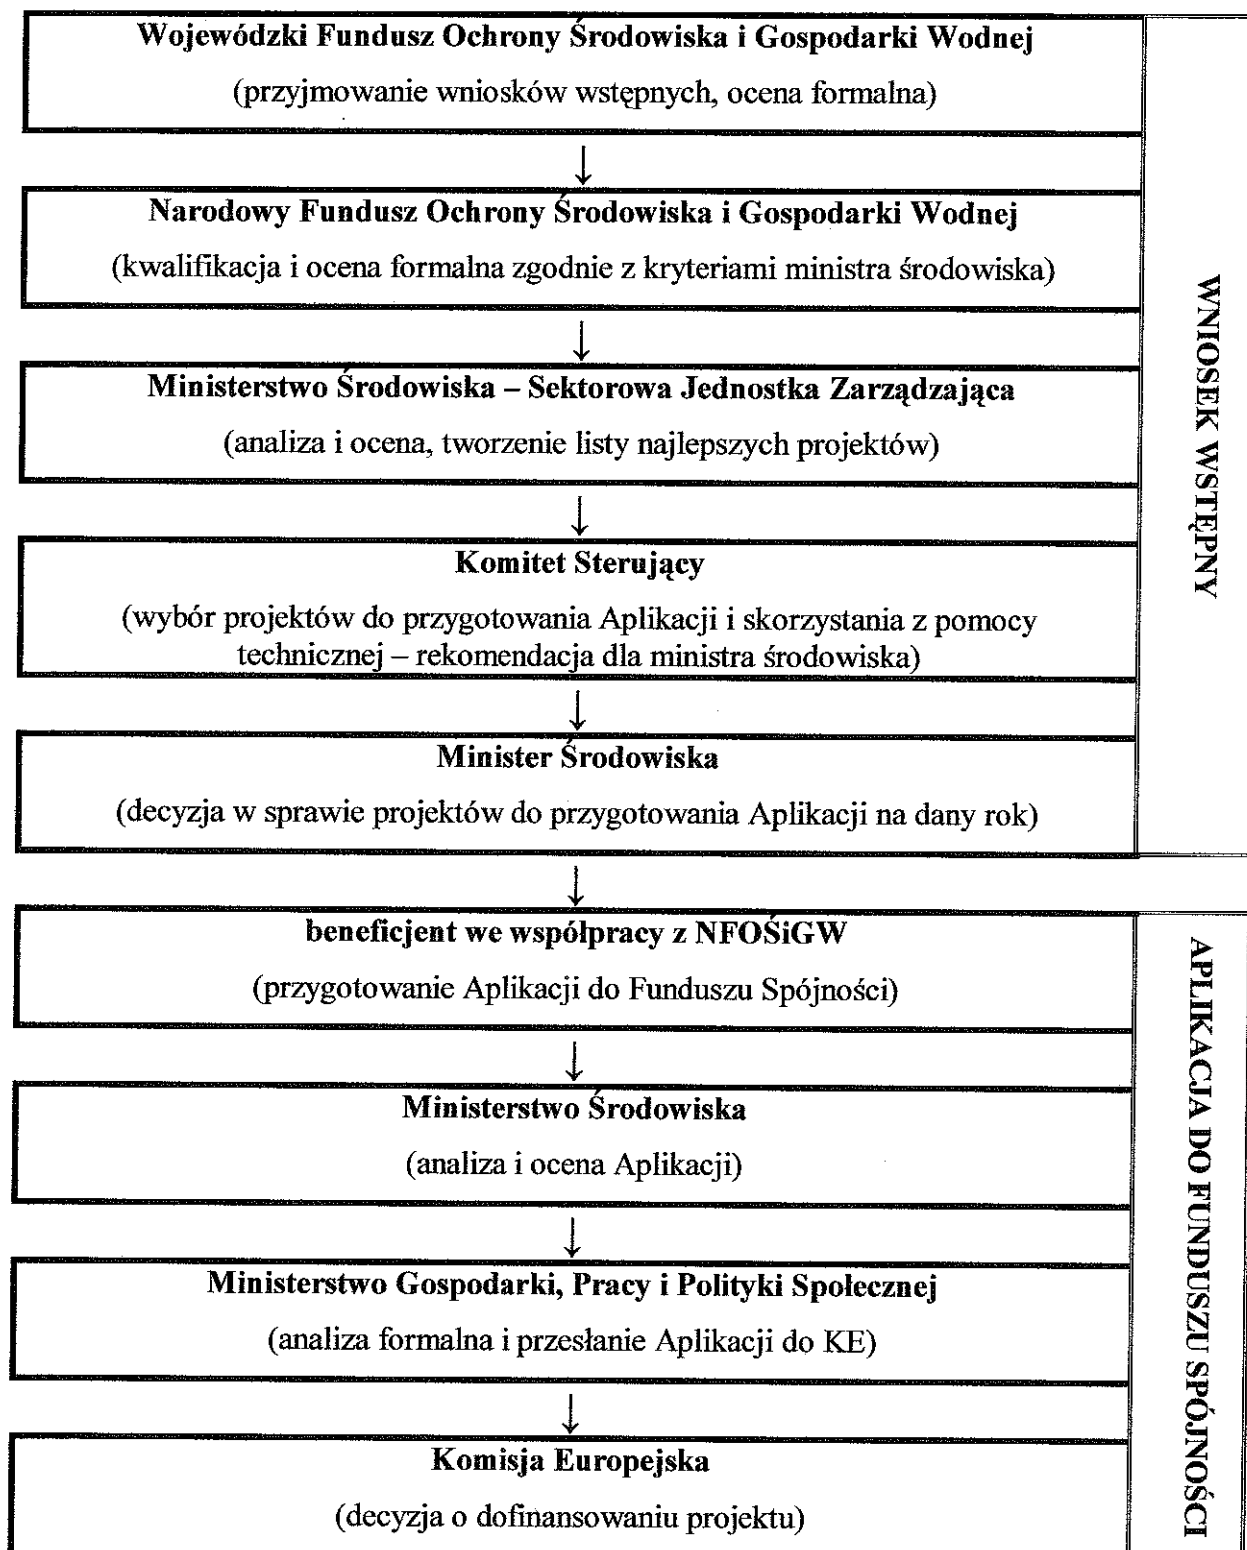 Wojewódzki Fundusz Ochrony Środowiska i Gospodarki Wodnej
(przyjmowanie wniosków wstępnych, ocena formalna)
↓
Narodowy Fundusz Ochrony Środowiska i Gospodarki Wodnej
(kwalifikacja i ocena formalna zgodnie z kryteriami ministra środowiska)
↓
Ministerstwo Środowiska – Sektorowa Jednostka Zarządzająca
(analiza i ocena, tworzenie listy najlepszych projektów)
↓
Komitet Sterujący
(wybór projektów do przygotowania Aplikacji i skorzystania z pomocy
technicznej – rekomendacja dla ministra środowiska)
↓
Minister Środowiska
(decyzja w sprawie projektów do przygotowania Aplikacji na dany rok)
WNIOSEK WSTĘPNY
↓
beneficjent we współpracy z NFOŚiGW
(przygotowanie Aplikacji do Funduszu Spójności)
↓
Ministerstwo Środowiska
(analiza i ocena Aplikacji)
↓
Ministerstwo Gospodarki, Pracy i Polityki Społecznej
(analiza formalna i przesłanie Aplikacji do KE)
↓
Komisja Europejska
(decyzja o dofinansowaniu projektu)
APLIKACJA DO FUNDUSZU SPÓJNOŚCI